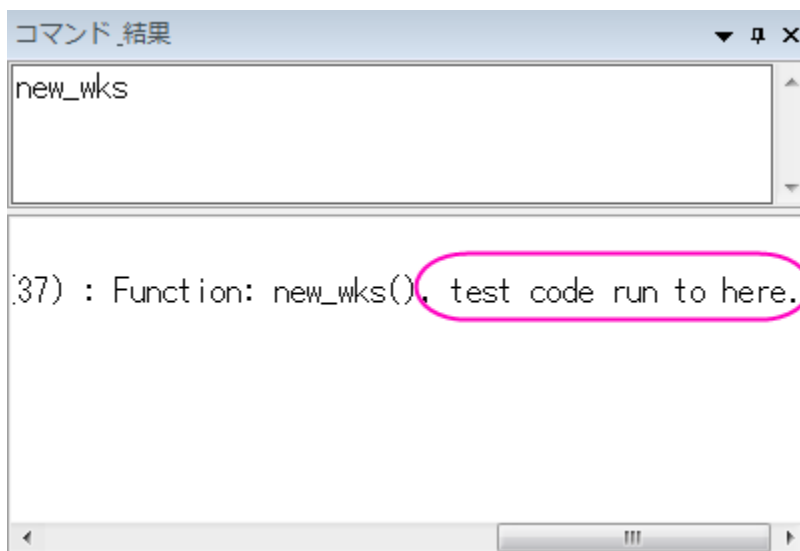 コマンド_結果
new_wks
(37) : Function: new_wks(), test code run to here.